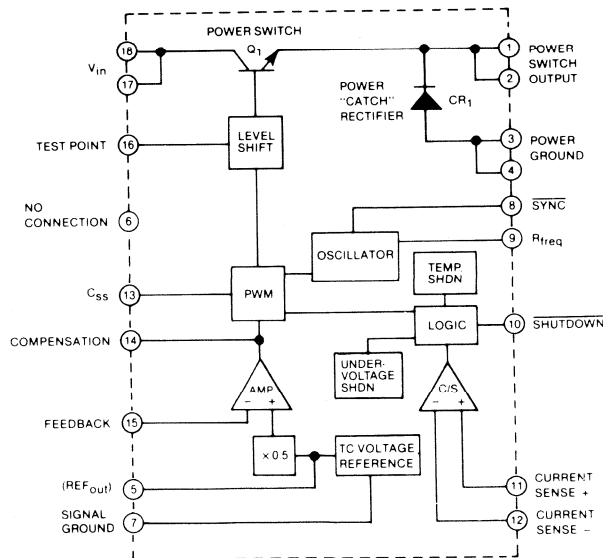 POWER SWITCH
Q1
18
Vin
17
1
POWER
SWITCH
OUTPUT
2
POWER
"CATCH"
RECTIFIER
CR1
3
POWER
GROUND
4
TEST POINT
16
LEVEL
SHIFT
NO
CONNECTION
6
8
SYNC
OSCILLATOR
9
Rfreq
TEMP.
SHDN
CSS
13
PWM
LOGIC
10
SHUTDOWN
COMPENSATION
14
UNDER-
VOLTAGE
SHDN
AMP
- +
C/S
- +
FEEDBACK
15
× 0.5
TC VOLTAGE
REFERENCE
(REFout)
5
11
CURRENT
SENSE +
SIGNAL
GROUND
7
12
CURRENT
SENSE -